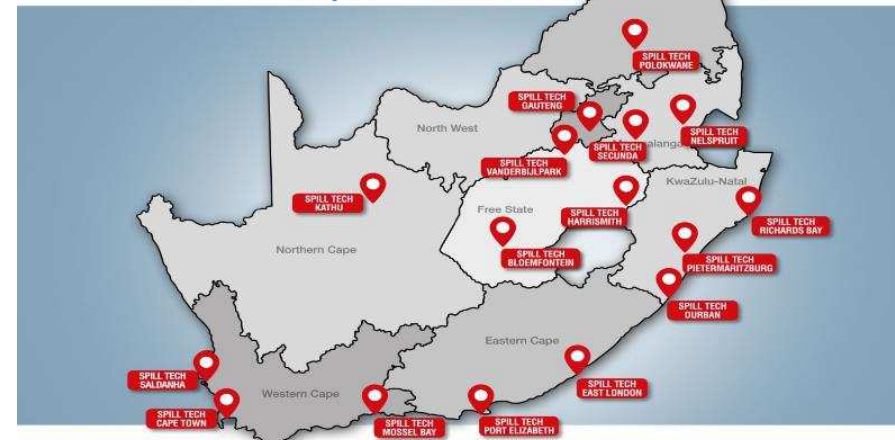 SPILL TECH
POLOKWANE
SPILL TECH
GAUTENG
North West
SPILL TECH
NELSPRUIT
SPILL TECH
SECUNDA
SPILL TECH
VANDERBIJLPARK
KwaZulu-Natal
SPILL TECH
KATHU
Free State
SPILL TECH
HARRISMITH
SPILL TECH
RICHARDS BAY
Northern Cape
SPILL TECH
BLOEMFONTEIN
SPILL TECH
PIETERMARITZBURG
SPILL TECH
DURBAN
Eastern Cape
SPILL TECH
SALDANHA
SPILL TECH
EAST LONDON
Western Cape
SPILL TECH
CAPE TOWN
SPILL TECH
MOSSEL BAY
SPILL TECH
PORT ELIZABETH